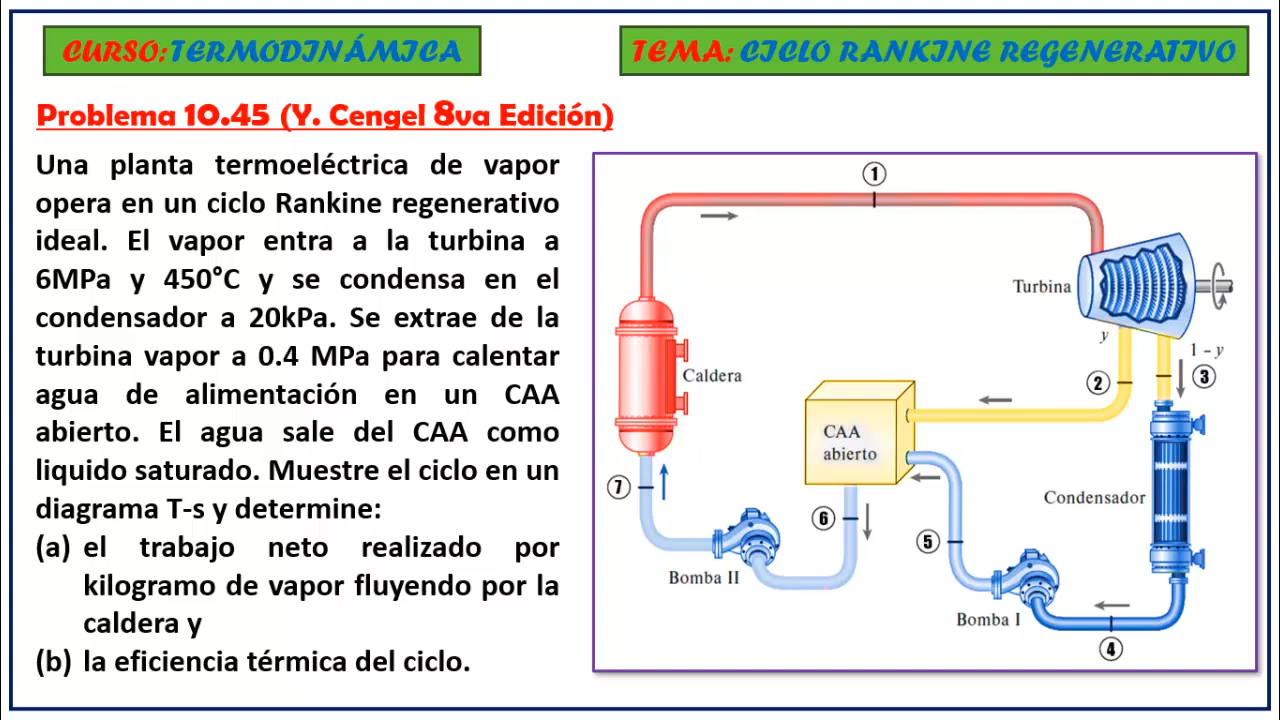 CURSO: TERMODINÁMICA
TEMA: CICLO RANKINE REGENERATIVO
Problema 10.45 (Y. Cengel 8va Edición)
Una planta termoeléctrica de vapor
opera en un ciclo Rankine regenerativo
ideal. El vapor entra a la turbina a
6MPa y 450°C y se condensa en el
condensador a 20kPa. Se extrae de la
turbina vapor a 0.4 MPa para calentar
agua de alimentación en un CAA
abierto. El agua sale del CAA como
liquido saturado. Muestre el ciclo en un
diagrama T-s y determine:
(a) el trabajo neto realizado por
kilogramo de vapor fluyendo por la
caldera y
(b) la eficiencia térmica del ciclo.
1
Turbina
y
1 – y
2
3
Caldera
CAA
abierto
Condensador
7
6
5
Bomba II
Bomba I
4